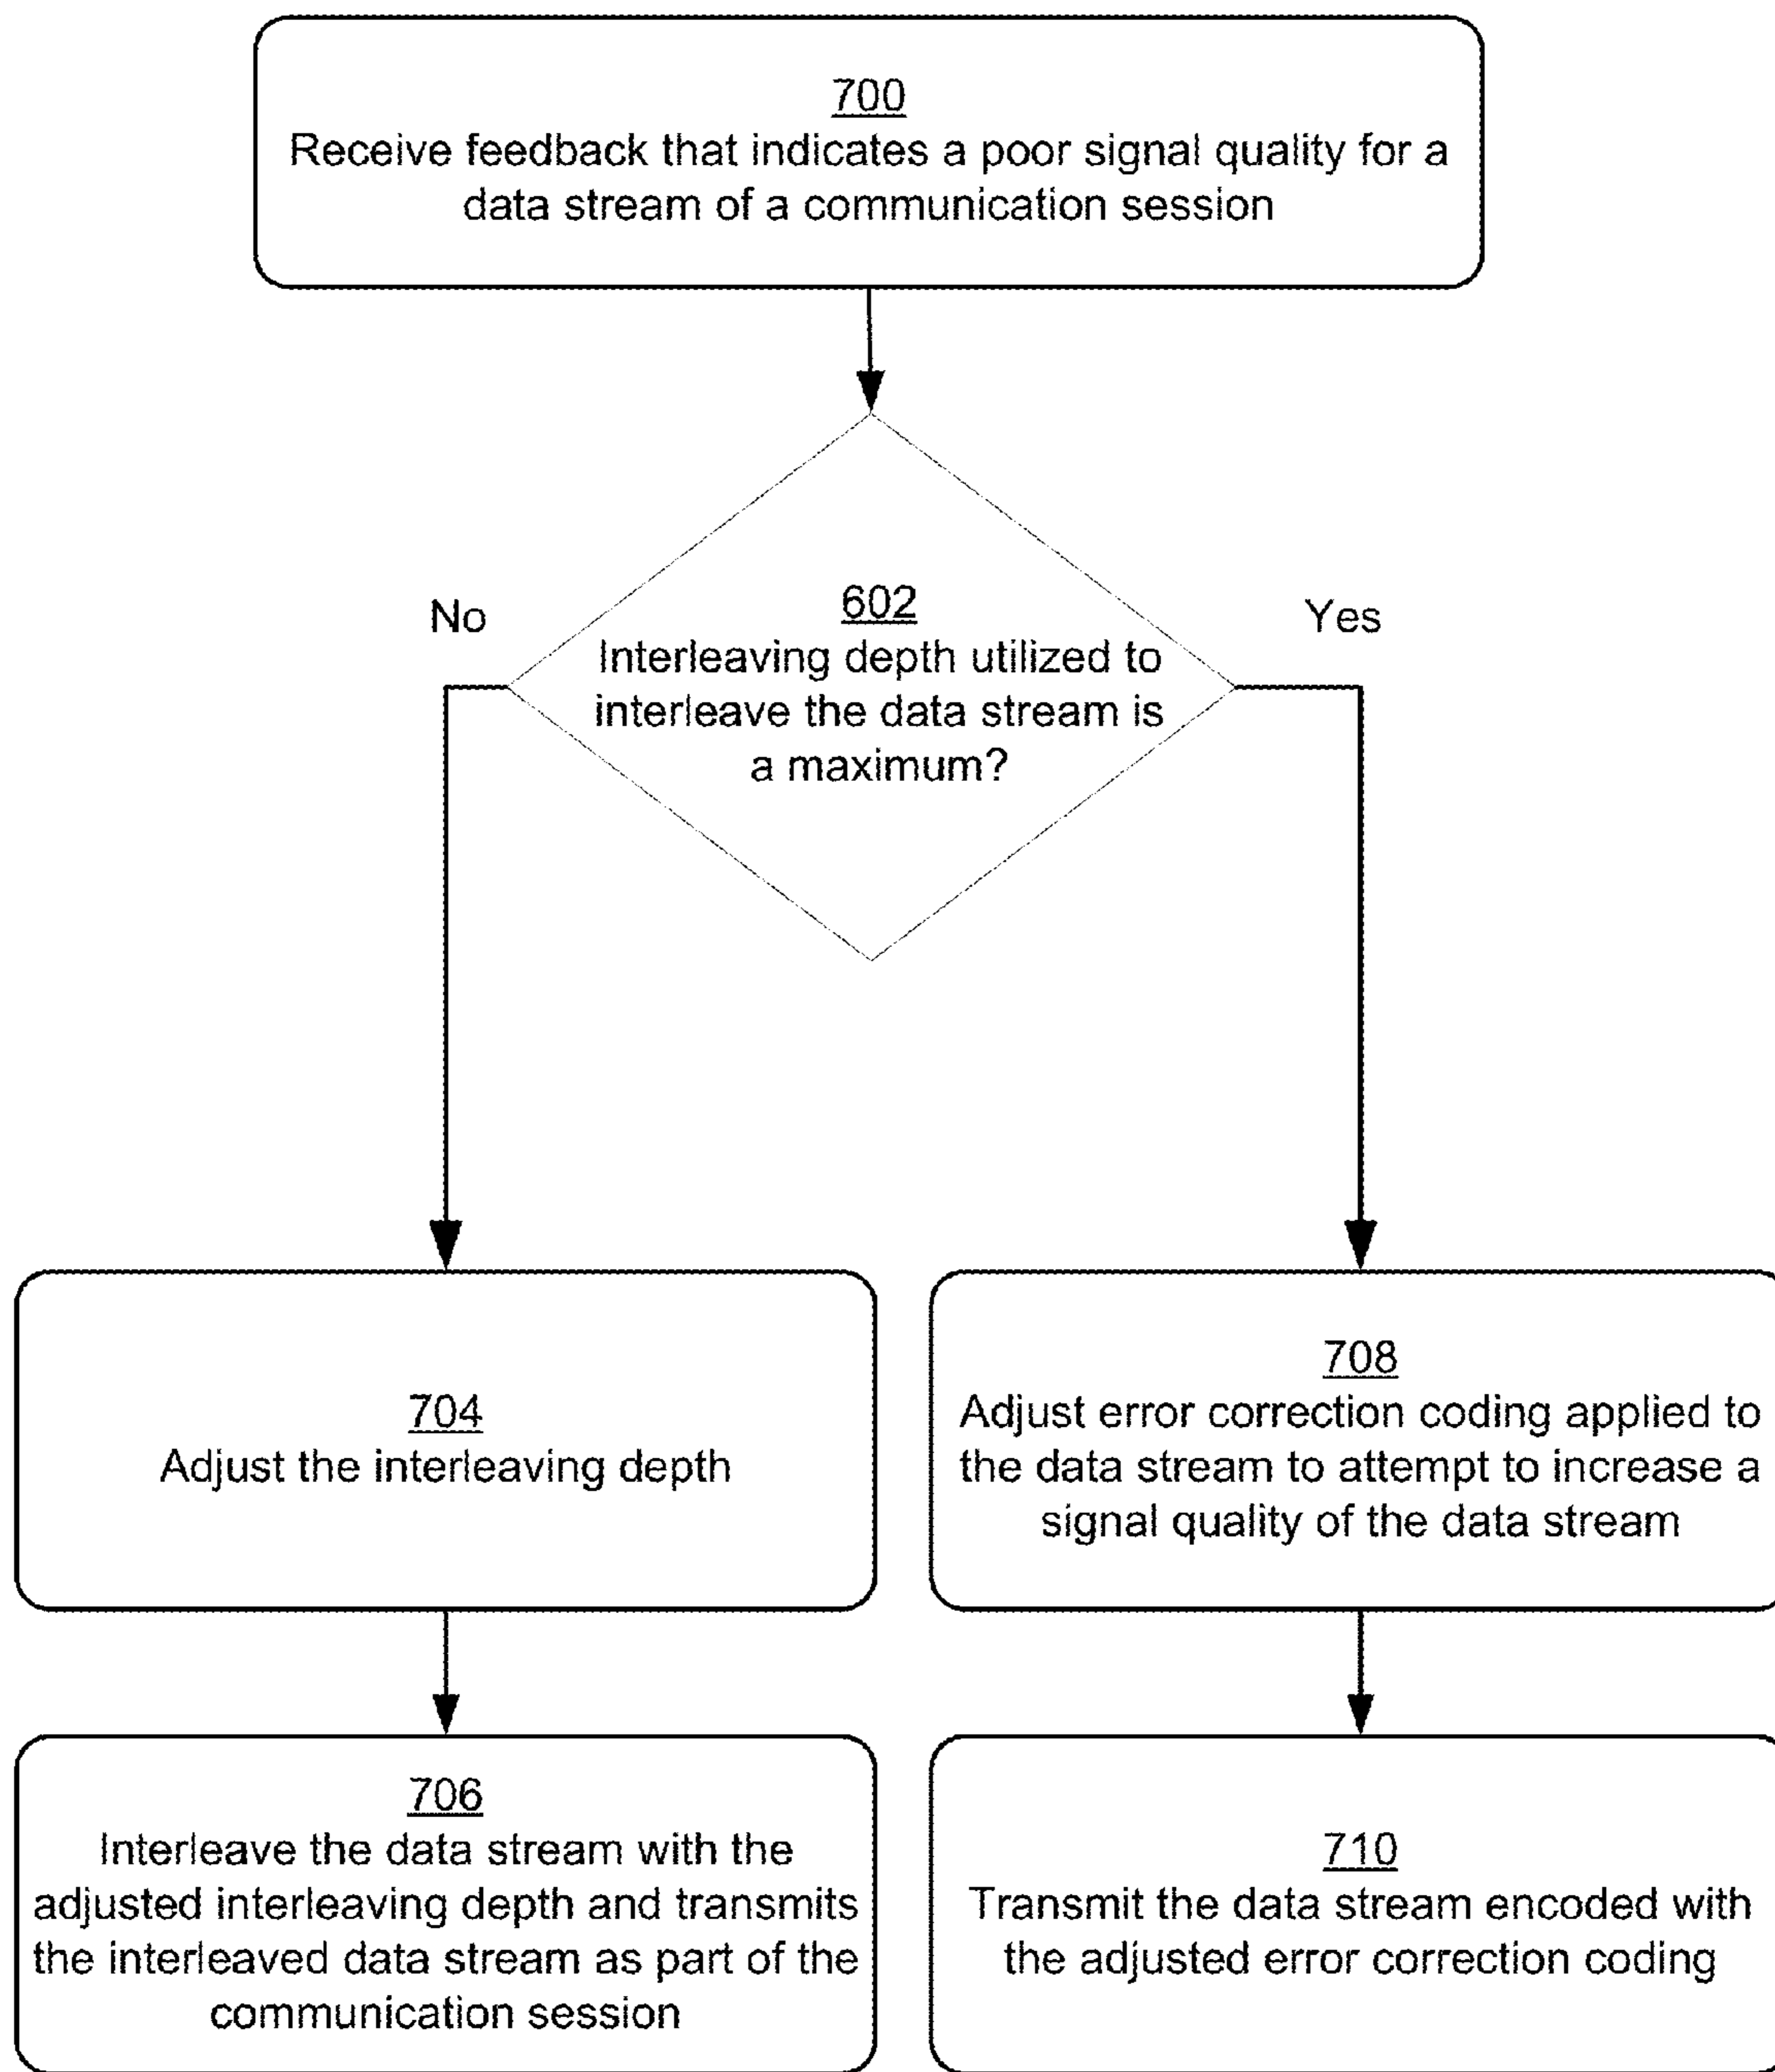 700
Receive feedback that indicates a poor signal quality for a
data stream of a communication session
No
602
Interleaving depth utilized to
interleave the data stream is
a maximum?
Yes
704
Adjust the interleaving depth
708
Adjust error correction coding applied to
the data stream to attempt to increase a
signal quality of the data stream
706
Interleave the data stream with the
adjusted interleaving depth and transmits
the interleaved data stream as part of the
communication session
710
Transmit the data stream encoded with
the adjusted error correction coding